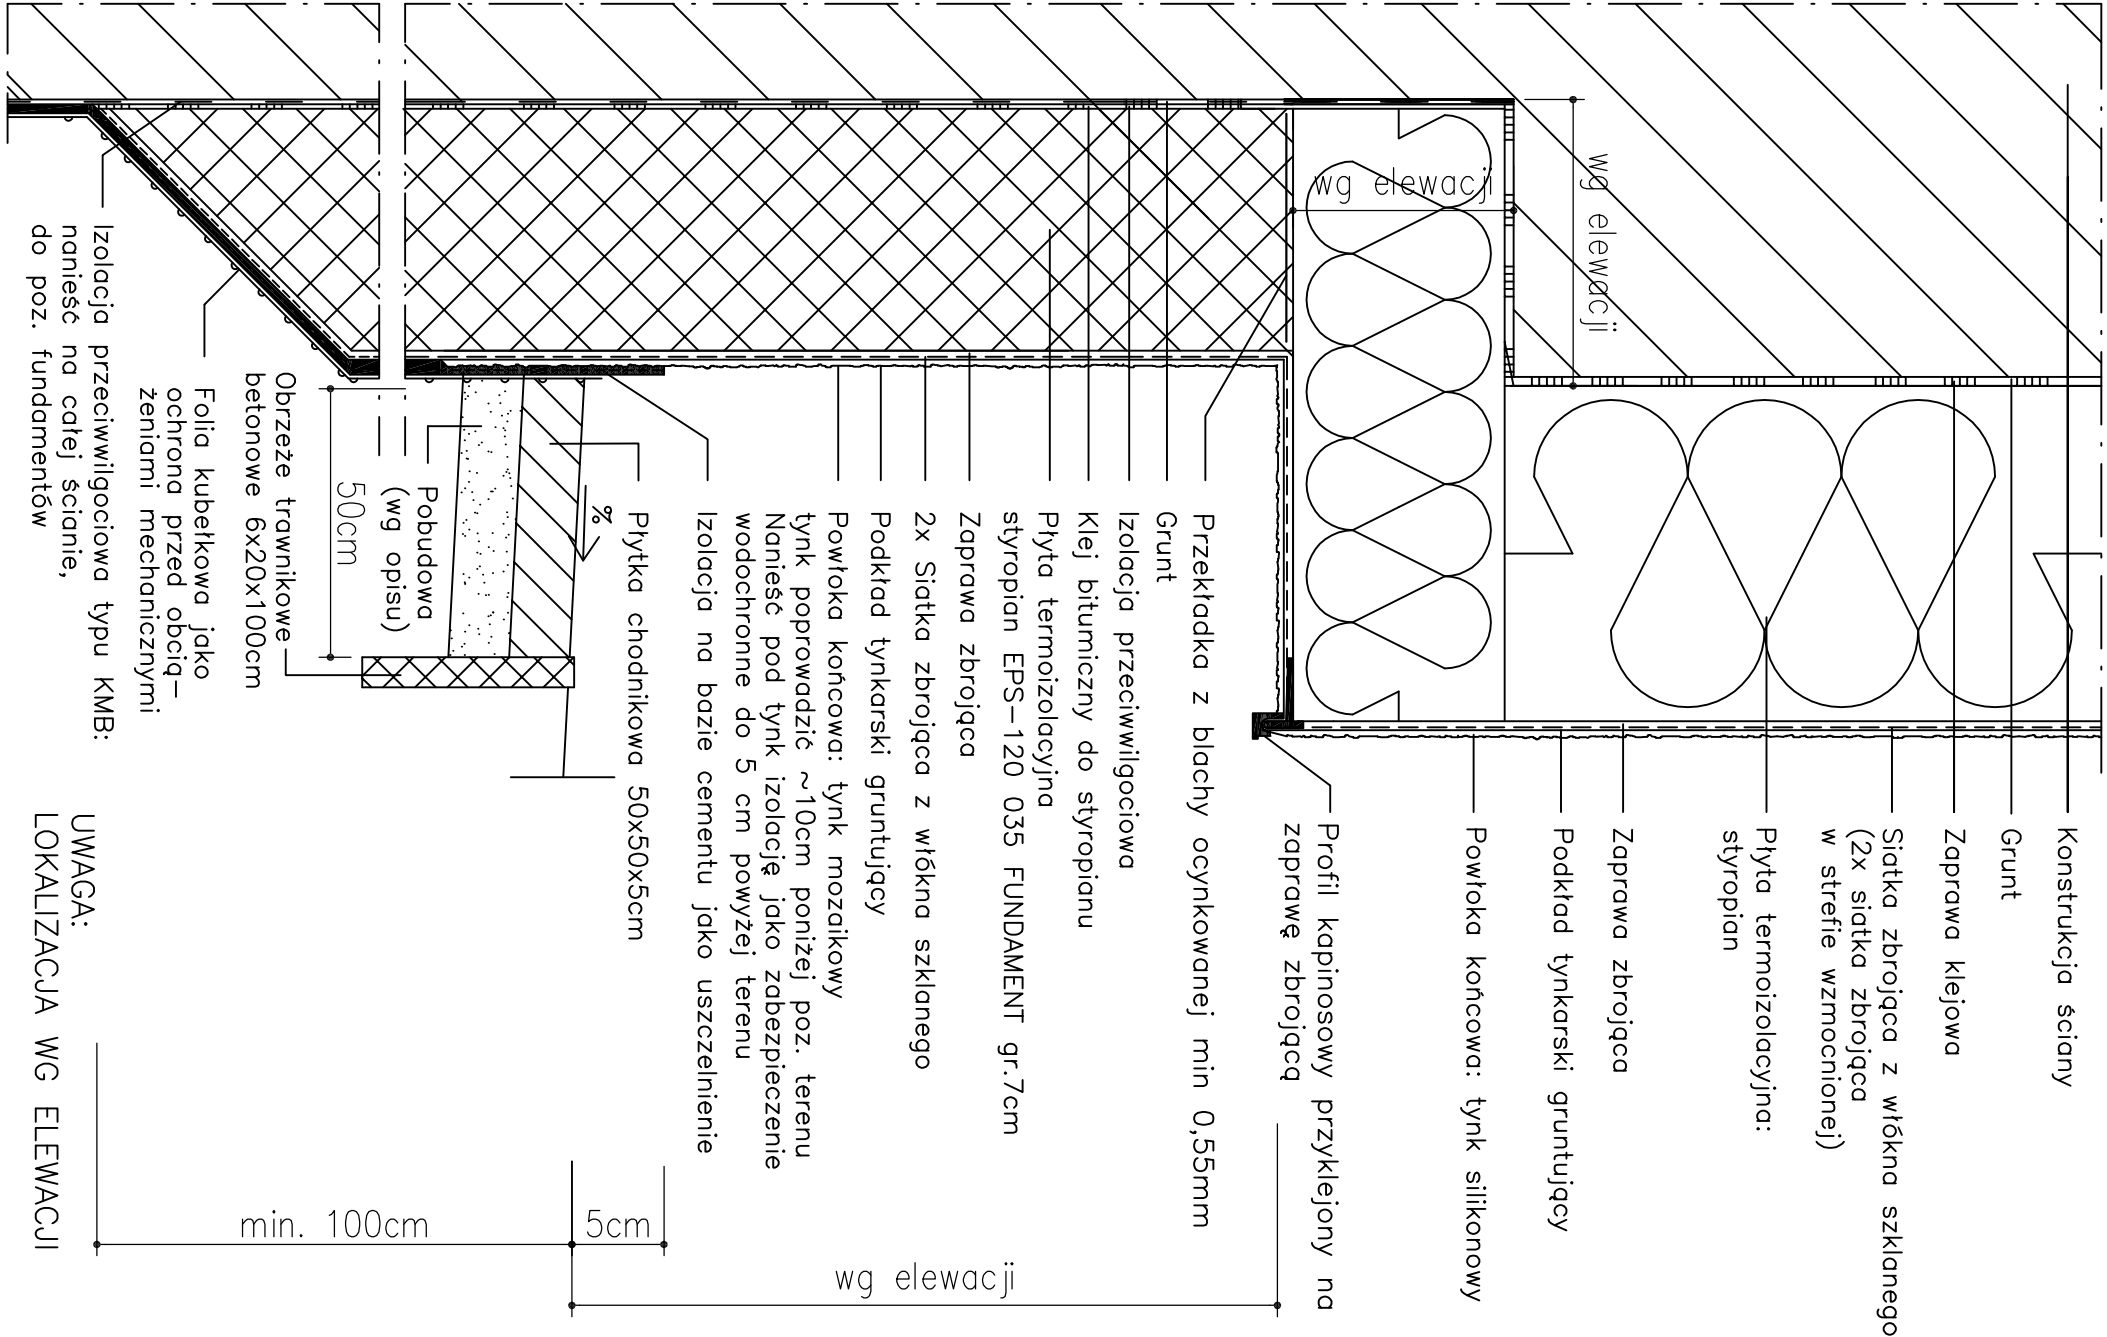 Konstrukcja ściany
Grunt
Zaprawa klejowa
Siatka zbrojąca z włókna szklanego
(2x siatka zbrojąca
w strefie wzmocnionej)
Płyta termoizolacyjna:
styropian
Zaprawa zbrojąca
Podkład tynkarski gruntujący
Powłoka końcowa: tynk silikonowy
Profil kapinosowy przyklejony na
zaprawę zbrojącą
wg elewacji
wg elewacji
Przekładka z blachy ocynkowanej min 0,55mm
Grunt
Izolacja przeciwwilgociowa
Klej bitumiczny do styropianu
Płyta termoizolacyjna
styropian EPS-120 035 FUNDAMENT gr.7cm
Zaprawa zbrojąca
2x Siatka zbrojąca z włókna szklanego
Podkład tynkarski gruntujący
Powłoka końcowa: tynk mozaikowy
tynk poprowadzić ~10cm poniżej poz. terenu
Nanieść pod tynk izolację jako zabezpieczenie
wodochronne do 5 cm powyżej terenu
Izolacja na bazie cementu jako uszczelnienie
Płytka chodnikowa 50x50x5cm
%
Pobudowa
(wg opisu)
50cm
Obrzeże trawnikowe
betonowe 6x20x100cm
Folia kubełkowa jako
ochrona przed obcią-
żeniami mechanicznymi
Izolacja przeciwwilgociowa typu KMB:
nanieść na całej ścianie,
do poz. fundamentów
wg elewacji
5cm
min. 100cm
UWAGA:
LOKALIZACJA WG ELEWACJI